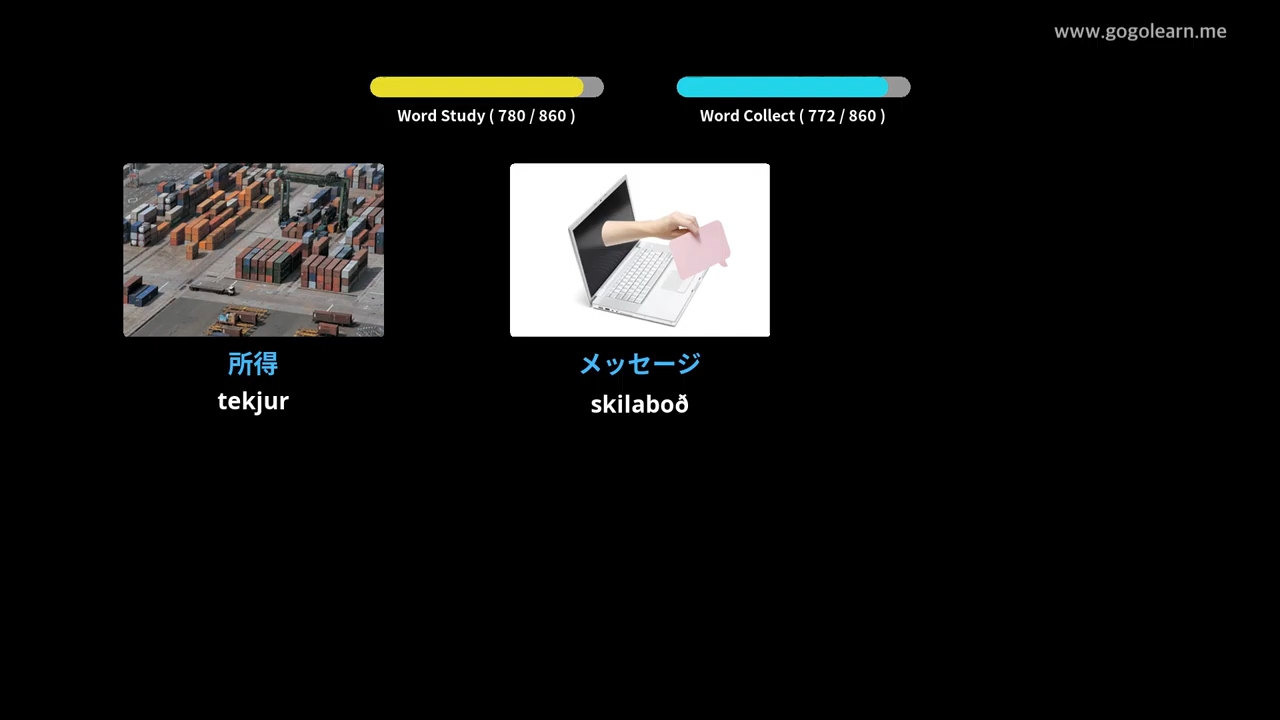 www.gogolearn.me
Word Study ( 780 / 860 )
Word Collect ( 772 / 860 )
所得
tekjur
メッセージ
skilaboð